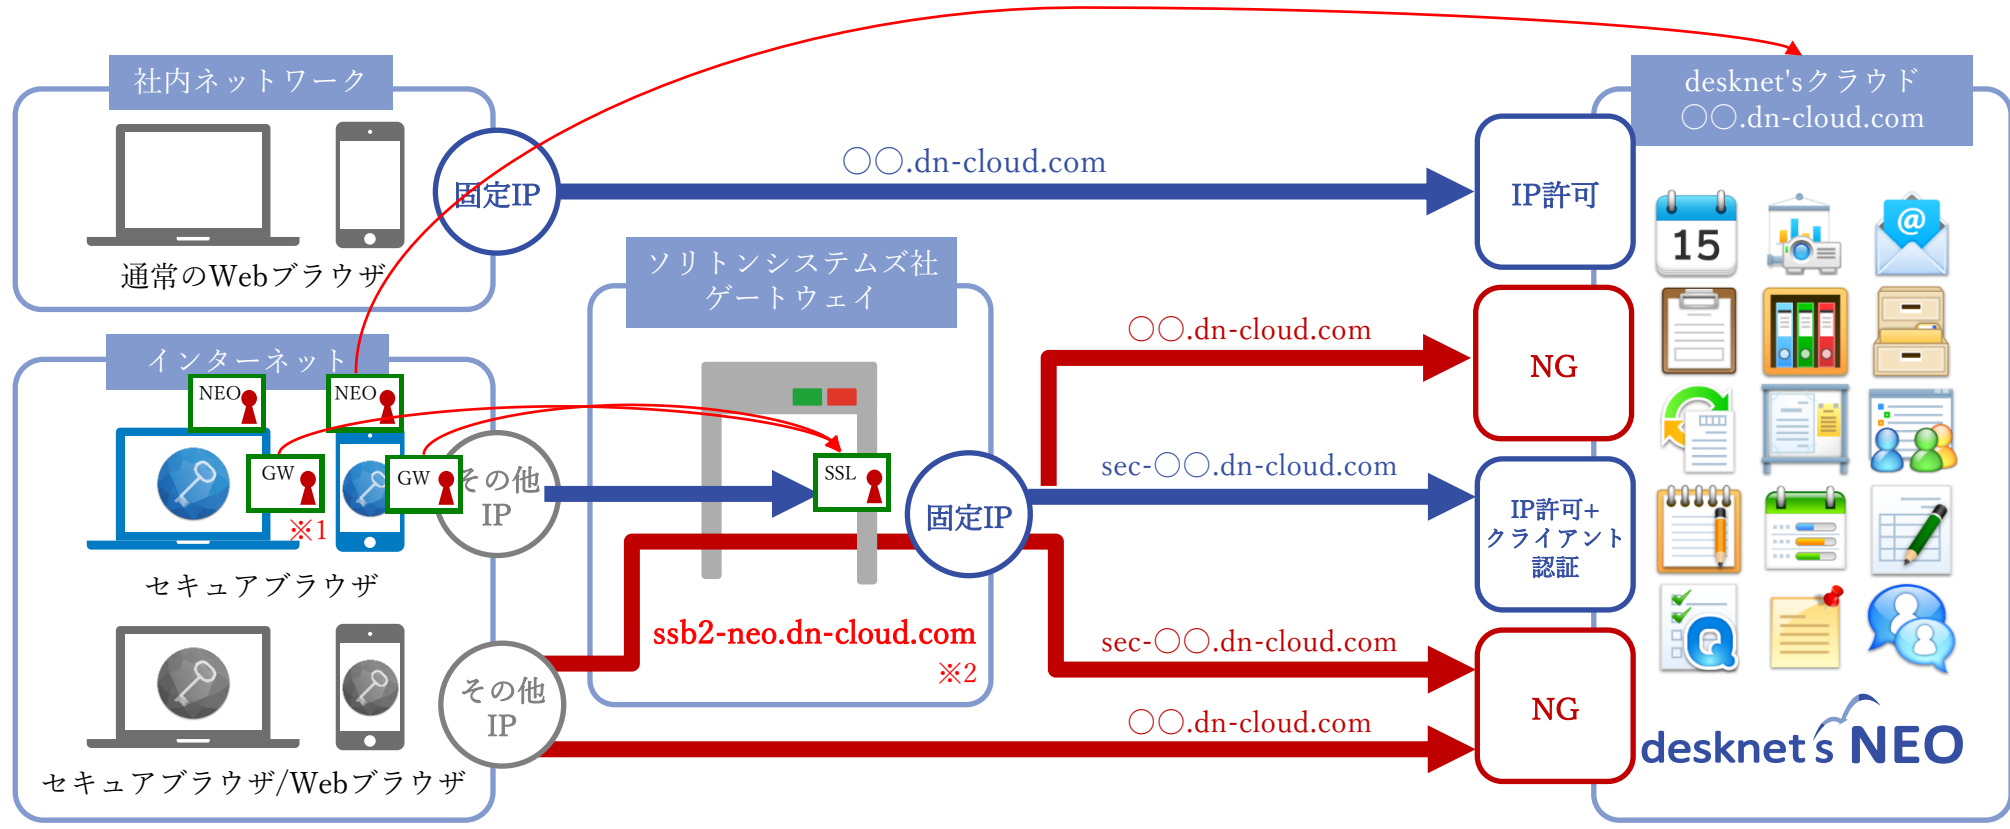 社内ネットワーク
通常のWebブラウザ
固定IP
〇〇.dn-cloud.com
IP許可
desknet'sクラウド
〇〇.dn-cloud.com
インターネット
NEO
NEO
GW
GW
※1
セキュアブラウザ
その他
IP
セキュアブラウザ/Webブラウザ
その他
IP
ソリトンシステムズ社
ゲートウェイ
SSL
固定IP
ssb2-neo.dn-cloud.com
※2
〇〇.dn-cloud.com
NG
sec-〇〇.dn-cloud.com
IP許可+
クライアント
認証
sec-〇〇.dn-cloud.com
〇〇.dn-cloud.com
NG
15
@
Q
desknet's NEO